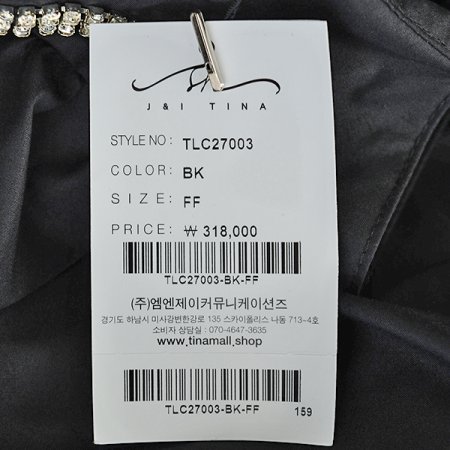 J & I TINA
STYLE NO : TLC27003
COLOR: BK
SIZE: FF
PRICE: ₩ 318,000
TLC27003-BK-FF
(주)엠엔제이커뮤니케이션즈
경기도 하남시 미사강변한강로 135 스카이폴리스 나동 713-4호
소비자 상담실 : 070-4647-3635
www.tinamall.shop
TLC27003-BK-FF 159